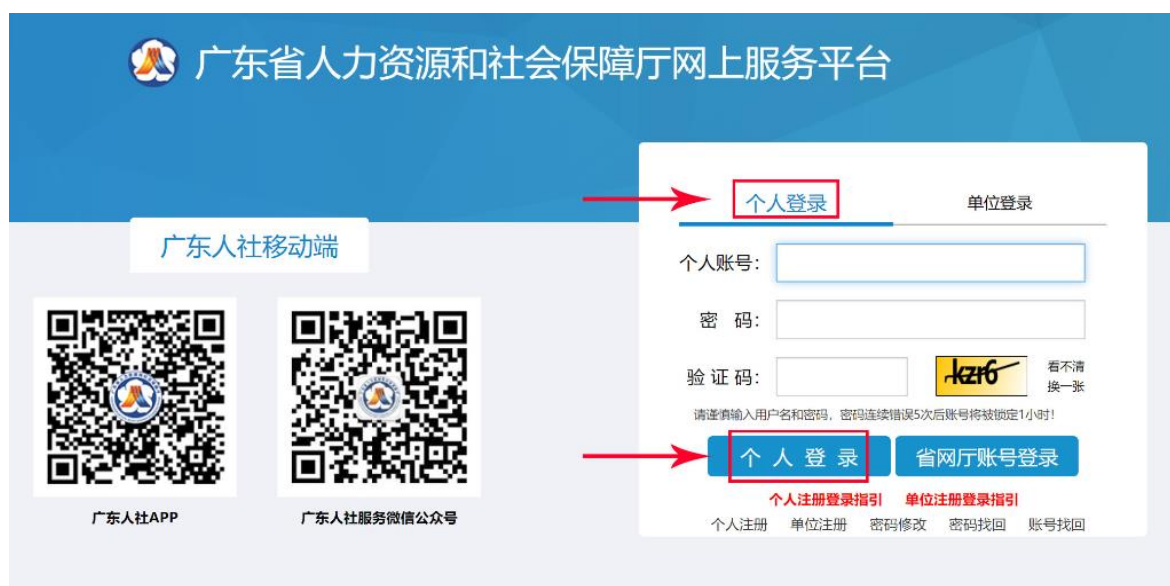 广东省人力资源和社会保障厅网上服务平台
个人登录
单位登录
广东人社移动端
个人账号：
密 码：
验 证 码：
kzr6
看不清
换一张
请谨慎输入用户名和密码，密码连续错误5次后账号将被锁定1小时！
个 人 登 录
省网厅账号登录
个人注册登录指引
单位注册登录指引
广东人社APP
广东人社服务微信公众号
个人注册
单位注册
密码修改
密码找回
账号找回